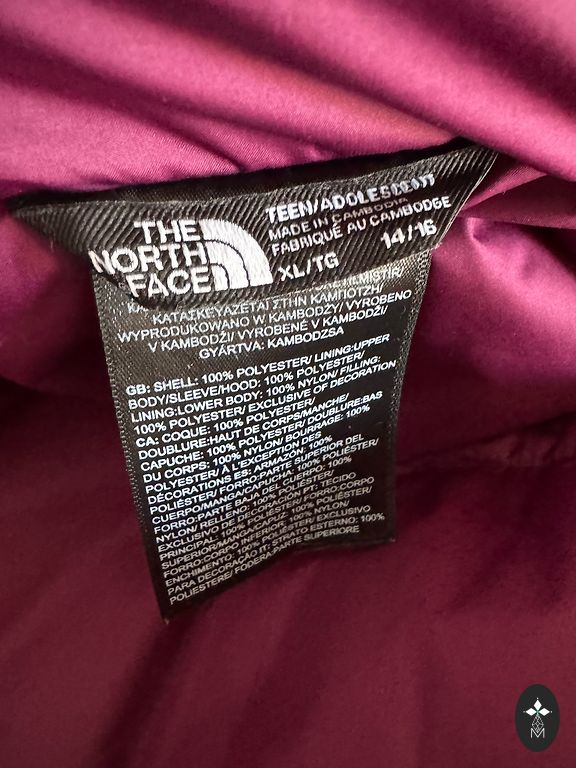 THE
NORTH
FACE
TEEN/ADOLESCENT
MADE IN CAMBODIA
FABRIQUÉ AU CAMBODGE
XL/TG 14/16
ΚΑΤΑΣΚΕΥΑΖΕΤΑΙ ΣΤΗΝ ΚΑΜΠΟΤΖΗ/
WYPRODUKOWANO W KAMBODŻY/ VYROBENO
V KAMBODŽI/ VYROBENÉ V KAMBODŽI/
GYÁRTVA: KAMBODZSA
GB: SHELL: 100% POLYESTER/ LINING:UPPER
BODY/SLEEVE/HOOD: 100% POLYESTER/
LINING:LOWER BODY: 100% NYLON/ FILLING:
100% POLYESTER/ EXCLUSIVE OF DECORATION
CA: COQUE: 100% POLYESTER/
DOUBLURE:HAUT DE CORPS/MANCHE/
CAPUCHE: 100% POLYESTER/ DOUBLURE:BAS
DU CORPS: 100% NYLON/ BOURRAGE: 100%
POLYESTER/ À L'EXCEPTION DES
DÉCORATIONS ES: ARMAZÓN: 100%
POLIÉSTER/ FORRO:PARTE SUPERIOR DEL
CUERPO/MANGA/CAPUCHA: 100% POLIÉSTER/
FORRO:PARTE BAJA DEL CUERPO: 100%
NYLON/ RELLENO: 100% POLIÉSTER/
EXCLUSIVO DE DECORACIÓN PT: TECIDO
PRINCIPAL: 100% POLIÉSTER/ FORRO:CORPO
SUPERIOR/MANGA/CAPUZ: 100% POLIÉSTER/
FORRO:CORPO INFERIOR: 100% NYLON/
ENCHIMENTO: 100% POLIÉSTER/ EXCLUSIVO
PARA DECORAÇÃO IT: STRATO ESTERNO: 100%
POLIESTERE/ FODERA:PARTE SUPERIORE